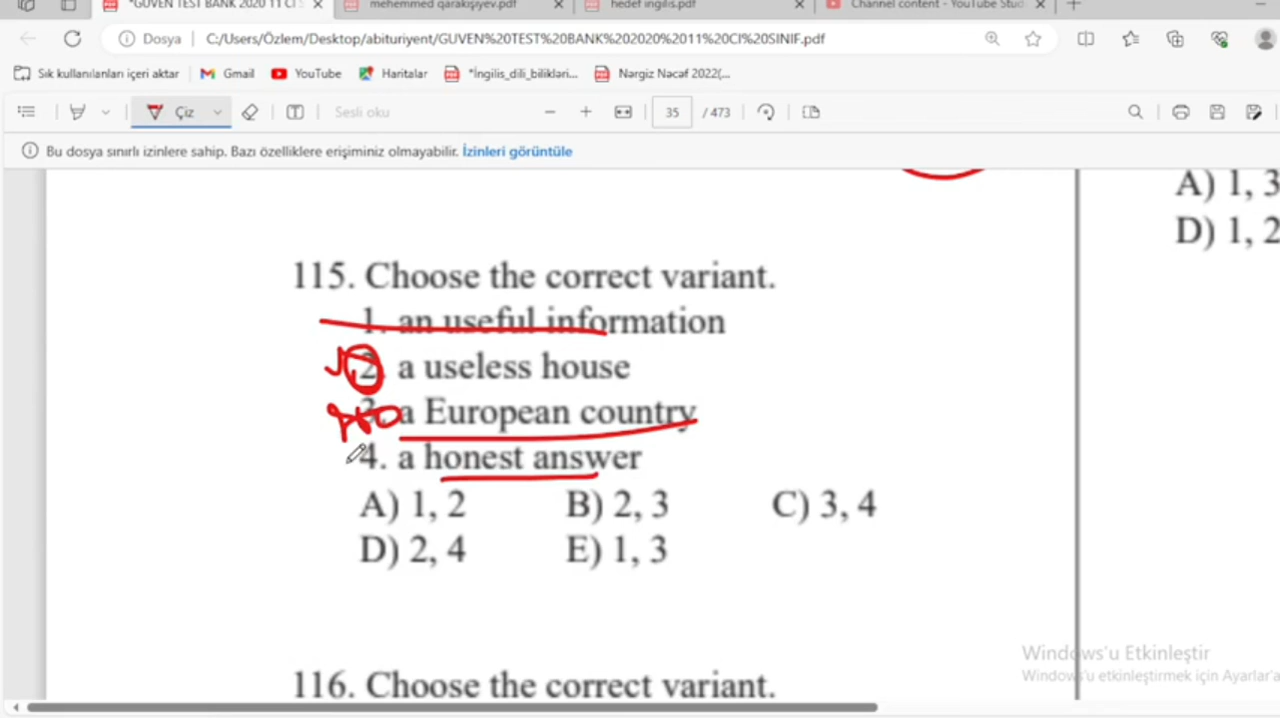 *GUVEN TEST BANK 2020 11 CI S
mehemmed qarakişiyev.pdf
hedef ingilis.pdf
Channel content - YouTube Stud
Dosya
C:/Users/Özlem/Desktop/abituriyent/GUVEN%20TEST%20BANK%202020%2011%20CI%20SINIF.pdf
Sık kullanılanları içeri aktar Gmail YouTube Haritalar *İngilis_dili_biliklәri... Nәrgiz Nәcәf 2022(...
Çiz Sesli oku 35 / 473
Bu dosya sınırlı izinlere sahip. Bazı özelliklere erişiminiz olmayabilir. İzinleri görüntüle
115. Choose the correct variant.
1. an useful information
2. a useless house
3. a European country
4. a honest answer
A) 1, 2 B) 2, 3 C) 3, 4
D) 2, 4 E) 1, 3
116. Choose the correct variant.
A) 1, 3
D) 1, 2
Windows'u Etkinleştir
Windows'u etkinleştirmek için Ayarlar'a